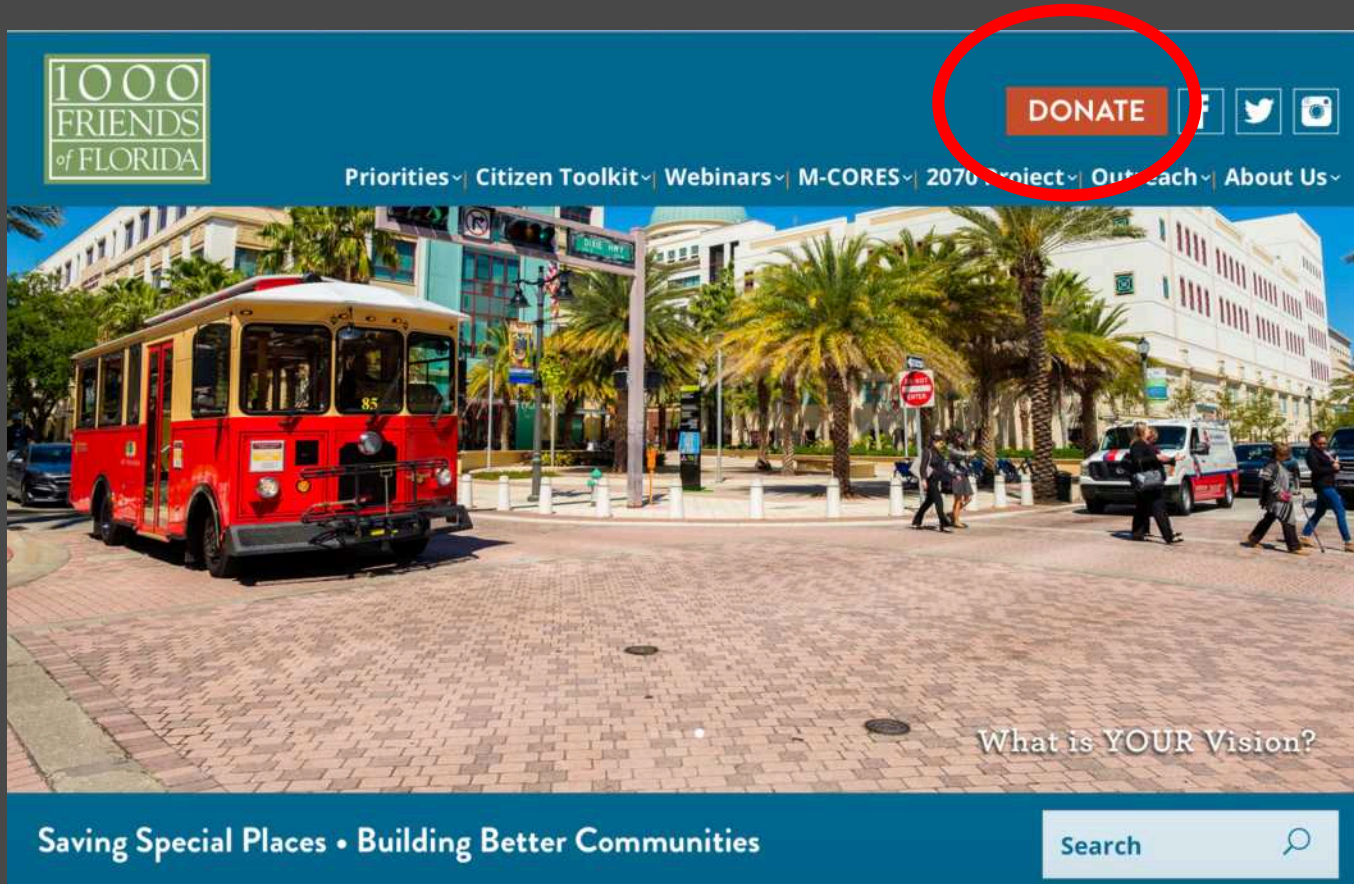 1000
FRIENDS
of FLORIDA
DONATE
f
Priorities | Citizen Toolkit | Webinars | M-CORES | 2070 Project | Outreach | About Us
DIXIE HWY
85
DO NOT
ENTER
What is YOUR Vision?
Saving Special Places • Building Better Communities
Search